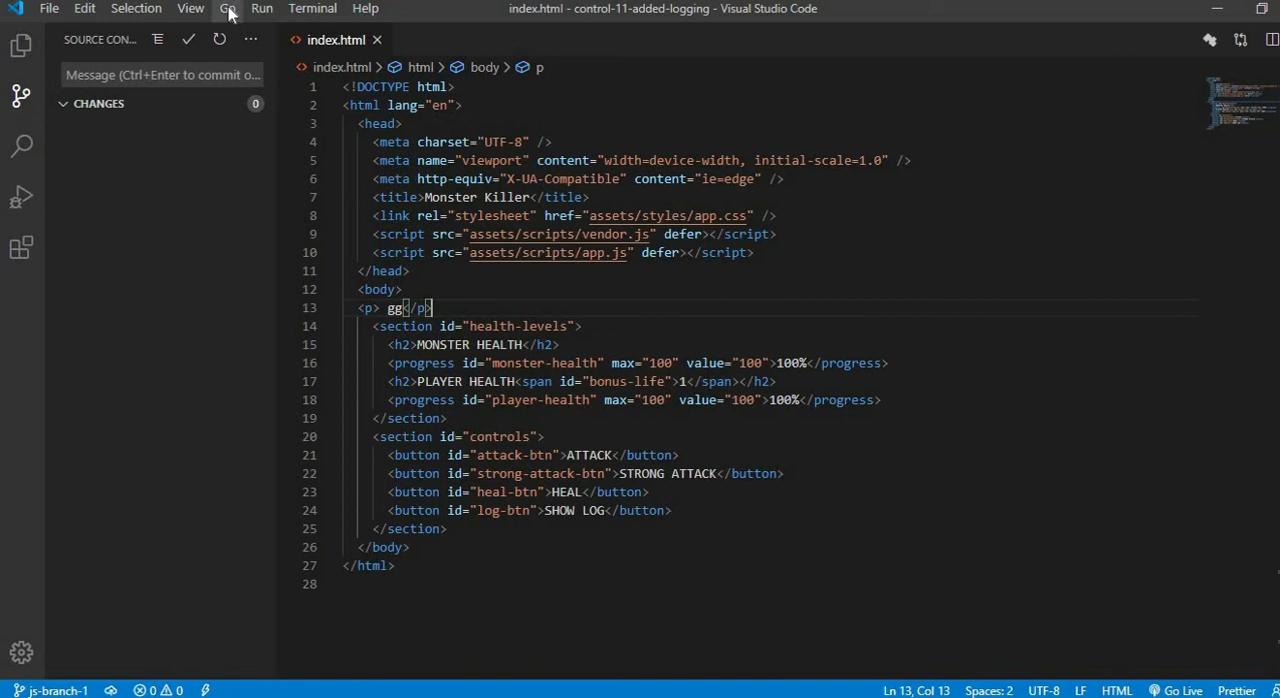 File Edit Selection View Go Run Terminal Help index.html - control-11-added-logging - Visual Studio Code
SOURCE CON... ...
index.html
Message (Ctrl+Enter to commit o...
index.html > html > body > p
CHANGES 0
1 <!DOCTYPE html>
2 <html lang="en">
3 <head>
4 <meta charset="UTF-8" />
5 <meta name="viewport" content="width=device-width, initial-scale=1.0" />
6 <meta http-equiv="X-UA-Compatible" content="ie=edge" />
7 <title>Monster Killer</title>
8 <link rel="stylesheet" href="assets/styles/app.css" />
9 <script src="assets/scripts/vendor.js" defer></script>
10 <script src="assets/scripts/app.js" defer></script>
11 </head>
12 <body>
13 <p> gg</p>
14 <section id="health-levels">
15 <h2>MONSTER HEALTH</h2>
16 <progress id="monster-health" max="100" value="100">100%</progress>
17 <h2>PLAYER HEALTH<span id="bonus-life">1</span></h2>
18 <progress id="player-health" max="100" value="100">100%</progress>
19 </section>
20 <section id="controls">
21 <button id="attack-btn">ATTACK</button>
22 <button id="strong-attack-btn">STRONG ATTACK</button>
23 <button id="heal-btn">HEAL</button>
24 <button id="log-btn">SHOW LOG</button>
25 </section>
26 </body>
27 </html>
28
js-branch-1 0 0 Ln 13, Col 13 Spaces: 2 UTF-8 LF HTML Go Live Prettier